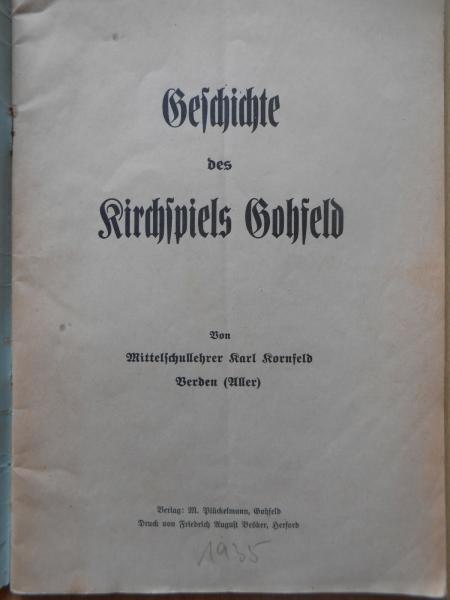 Geschichte
des
Kirchspiels Gohfeld
Von
Mittelschullehrer Karl Kornfeld
Verden (Aller)
Verlag: M. Plückelmann, Gohfeld
Druck von Friedrich August Besker, Herford
1935